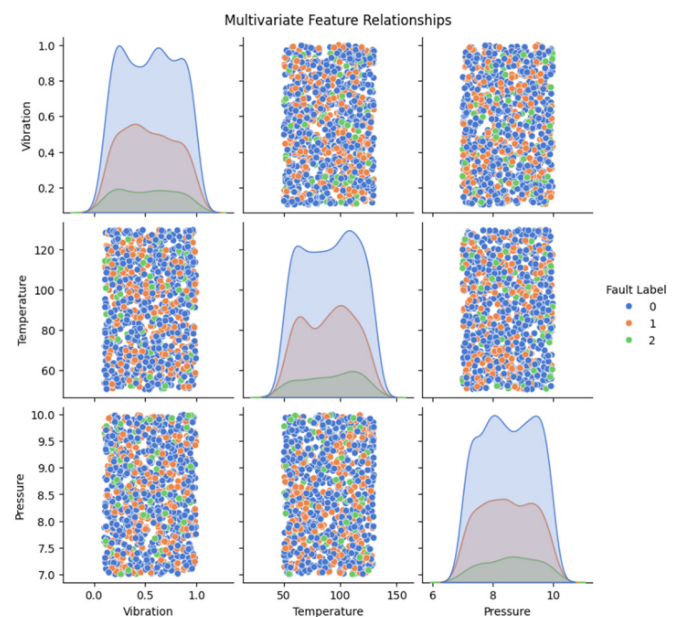 Multivariate Feature Relationships
Vibration
1.0
0.8
0.6
0.4
0.2
Temperature
120
100
80
60
Fault Label
0
1
2
Pressure
10.0
9.5
9.0
8.5
8.0
7.5
7.0
0.0 0.5 1.0
50 100 150
6 8 10
Vibration
Temperature
Pressure